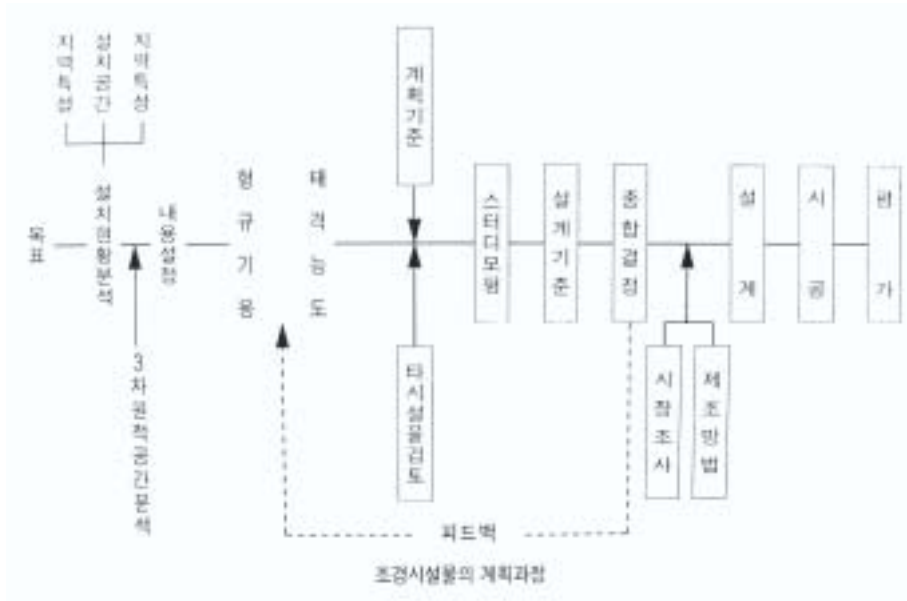 지역특성
설치공간
지역특성
목표
설치현황분석
내용설정
3차원적공간분석
형태
규격
기능
용도
계획기준
타시설물검토
스터디모델
설계기준
종합결정
시장조사
제조방법
설계
시공
평가
피드백
조경시설물의 계획과정